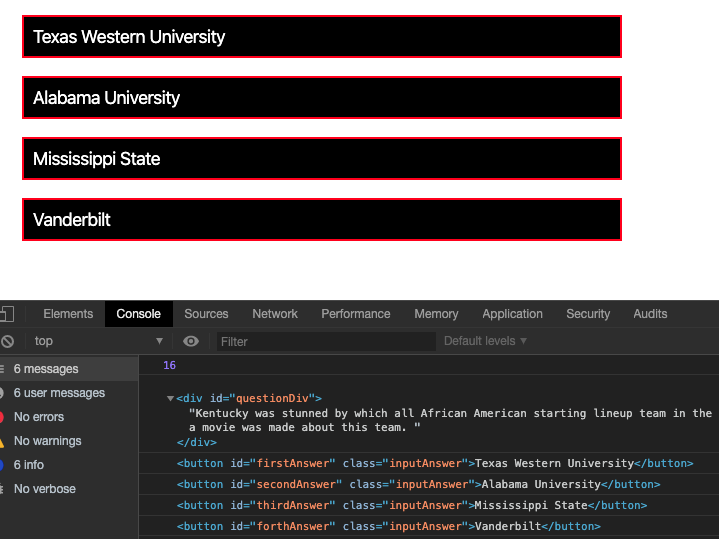 Texas Western University
Alabama University
Mississippi State
Vanderbilt
Elements Console Sources Network Performance Memory Application Security Audits
top Filter Default levels
6 messages
6 user messages
No errors
No warnings
6 info
No verbose
16
<div id="questionDiv">
"Kentucky was stunned by which all African American starting lineup team in the
a movie was made about this team. "
</div>
<button id="firstAnswer" class="inputAnswer">Texas Western University</button>
<button id="secondAnswer" class="inputAnswer">Alabama University</button>
<button id="thirdAnswer" class="inputAnswer">Mississippi State</button>
<button id="forthAnswer" class="inputAnswer">Vanderbilt</button>